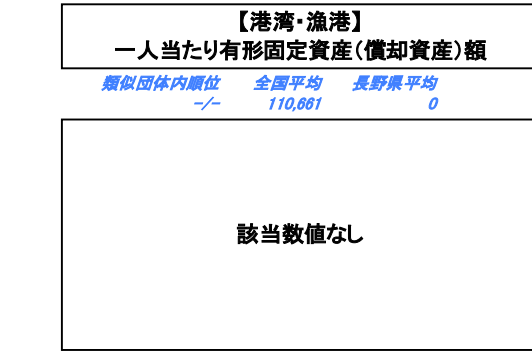 【港湾・漁港】
一人当たり有形固定資産（償却資産）額
類似団体内順位 全国平均 長野県平均
-/- 110,661 0
該当数値なし